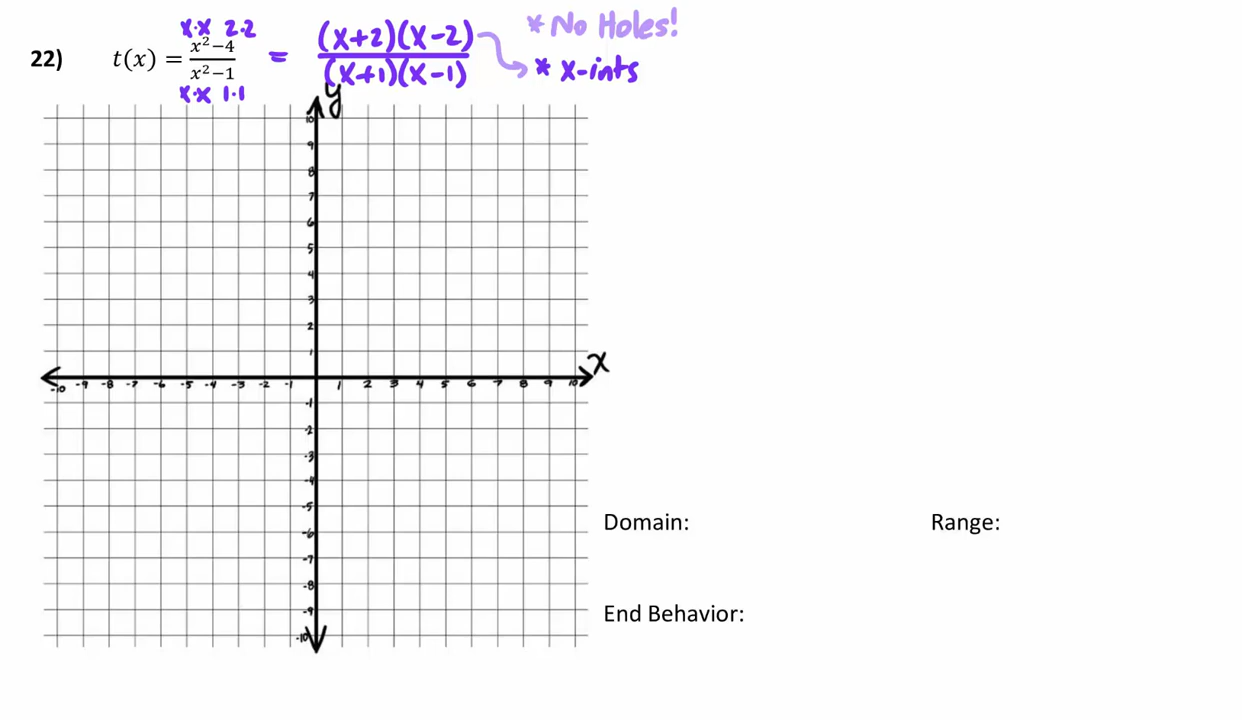 x·x 2·2
22) t(x) = x²−4 / x²−1 = (x+2)(x−2) / (x+1)(x−1)
x·x 1·1
* No Holes!
* x-ints
y
10
9
8
7
6
5
4
3
2
1
x
-10 -9 -8 -7 -6 -5 -4 -3 -2 -1 1 2 3 4 5 6 7 8 9 10
-1
-2
-3
-4
-5
-6
-7
-8
-9
-10
Domain: Range:
End Behavior: